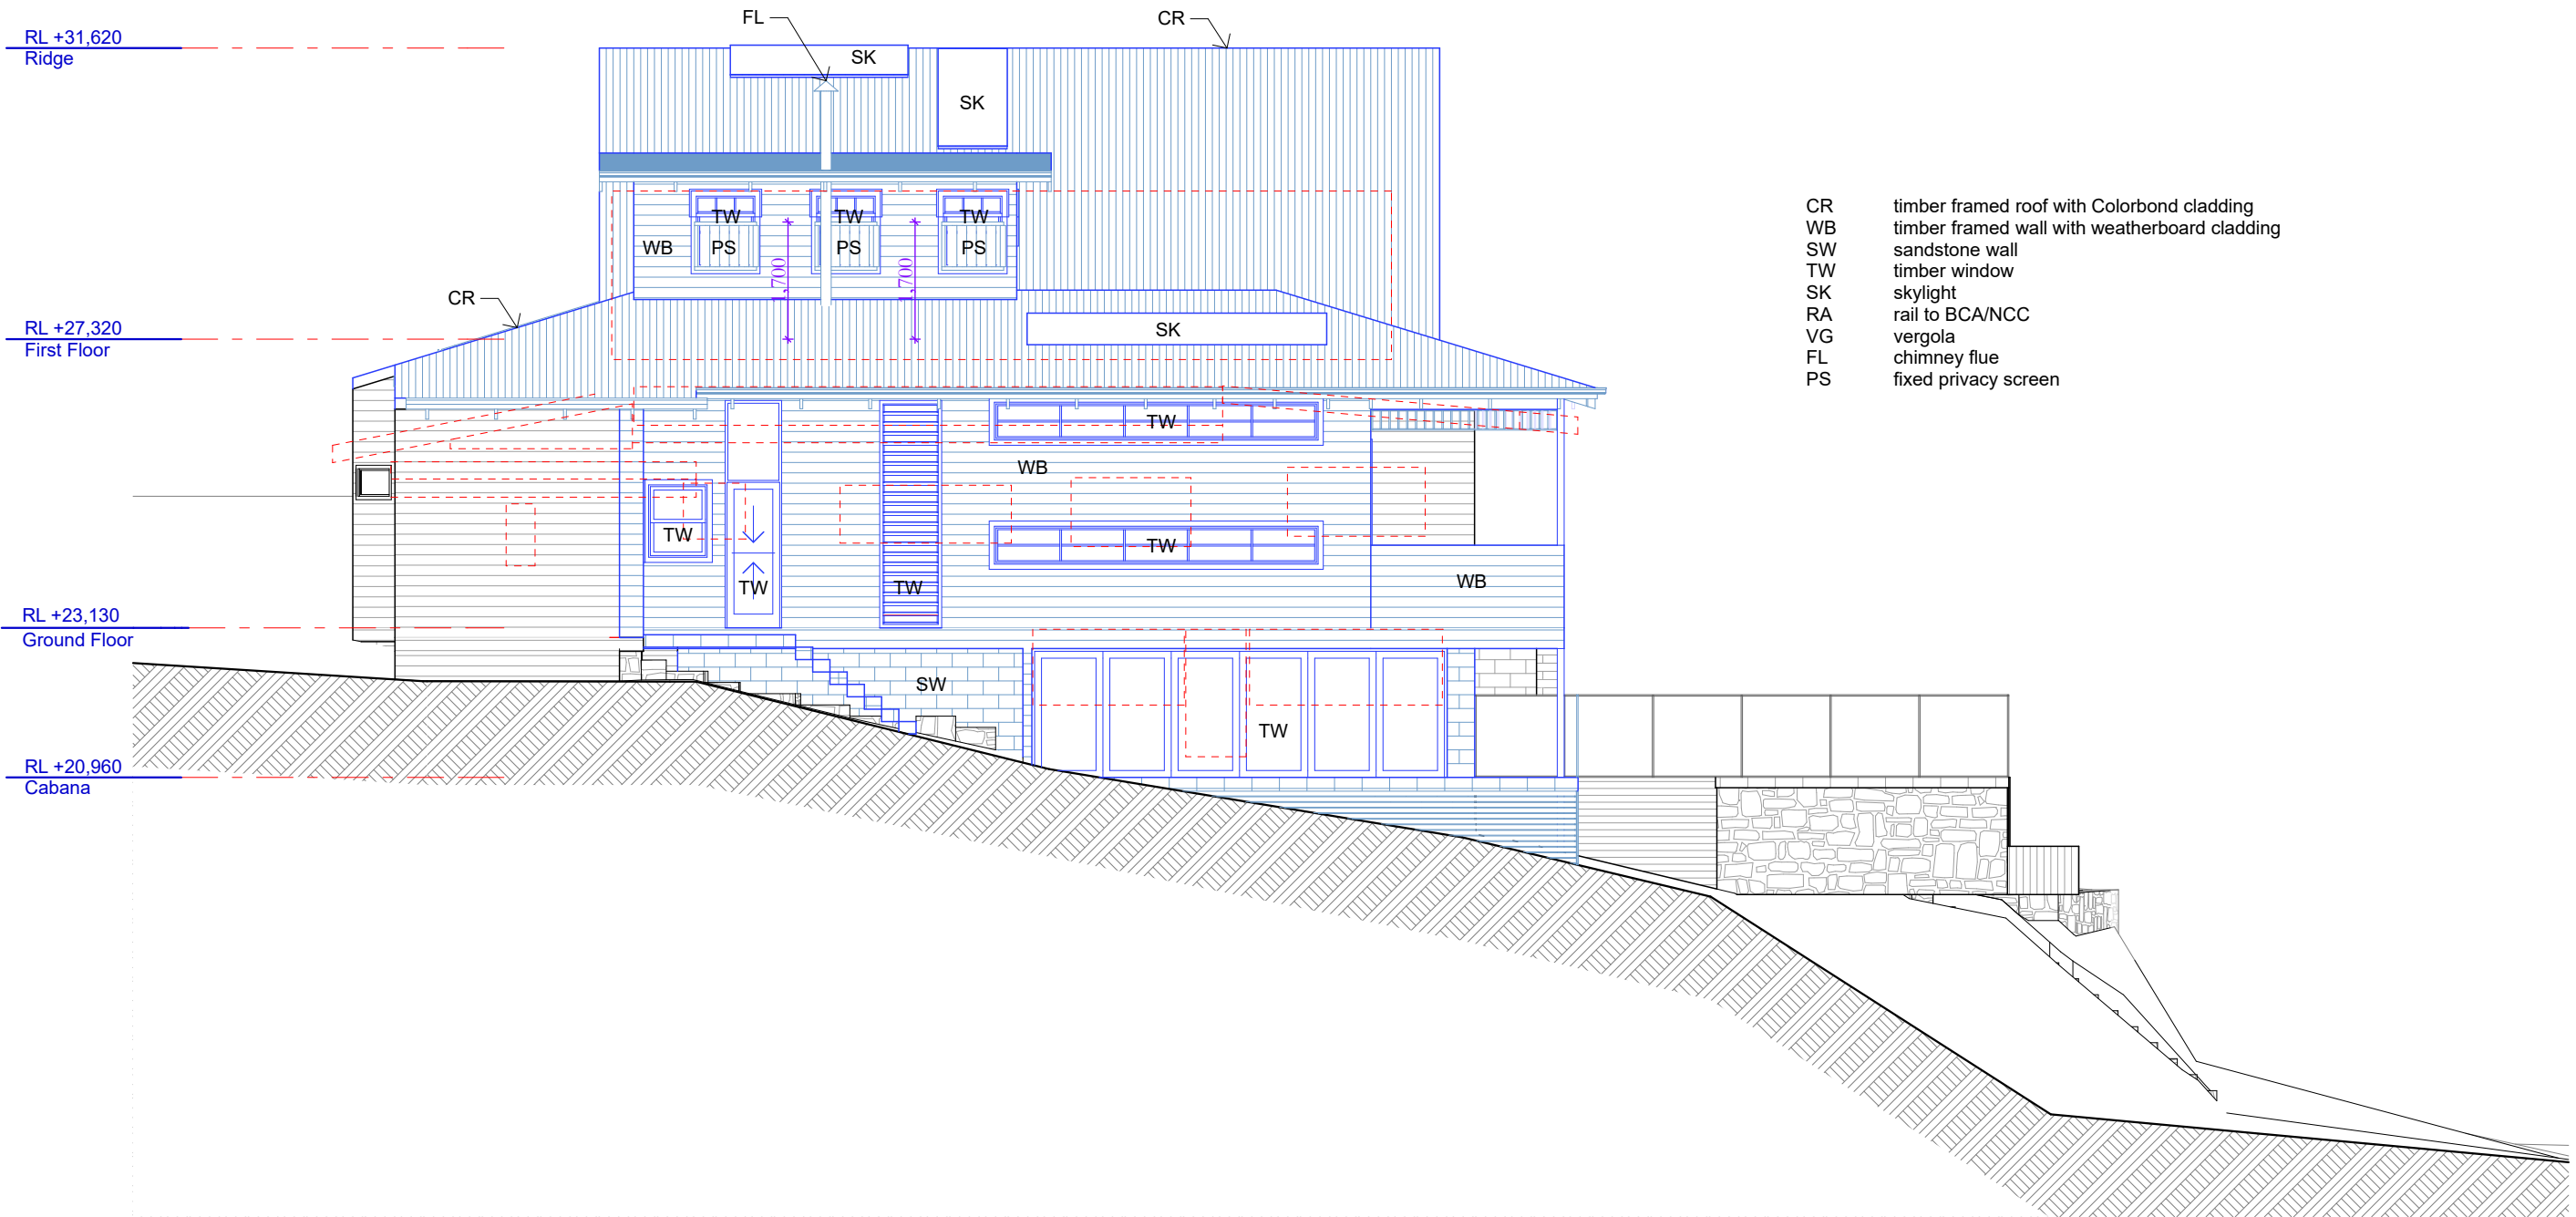 FL
CR
RL +31,620
Ridge
SK
SK
TW
TW
TW
WB
PS
PS
PS
1,700
1,700
CR
RL +27,320
First Floor
SK
CR timber framed roof with Colorbond cladding
WB timber framed wall with weatherboard cladding
SW sandstone wall
TW timber window
SK skylight
RA rail to BCA/NCC
VG vergola
FL chimney flue
PS fixed privacy screen
TW
WB
TW
TW
TW
TW
WB
RL +23,130
Ground Floor
SW
TW
RL +20,960
Cabana